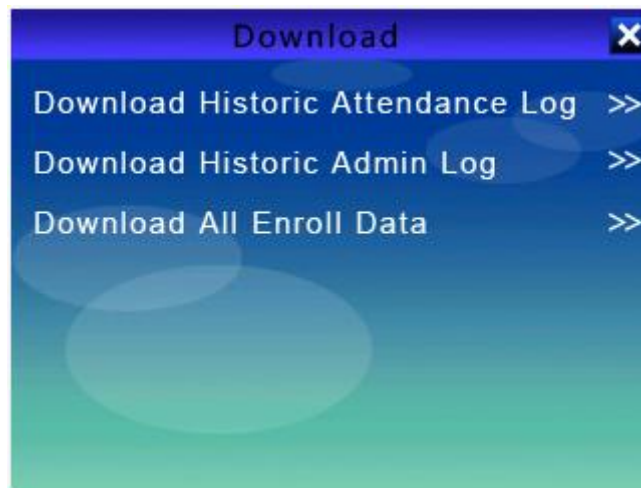 Download
Download Historic Attendance Log >>
Download Historic Admin Log >>
Download All Enroll Data >>